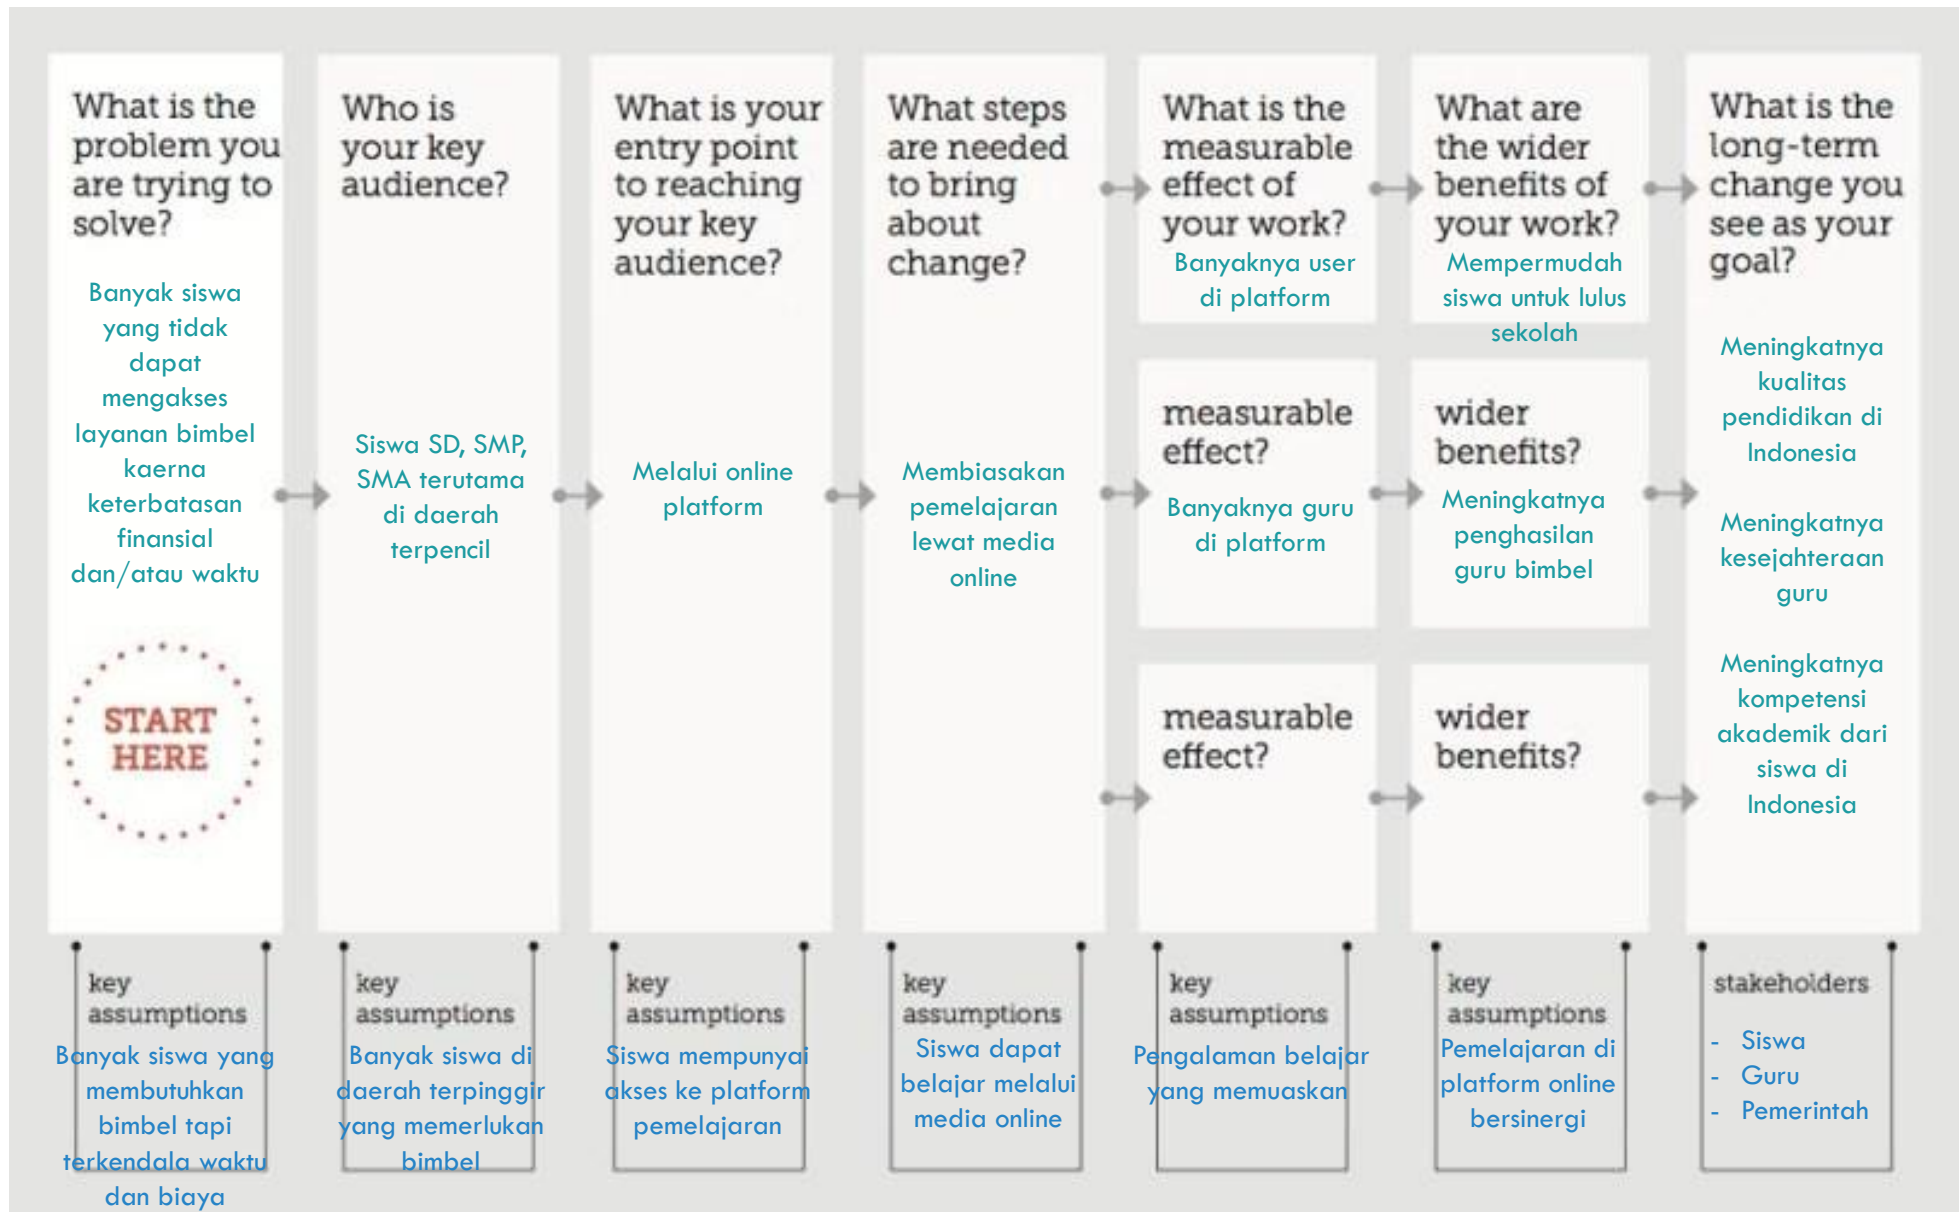 What is the
problem you
are trying to
solve?
Banyak siswa
yang tidak
dapat
mengakses
layanan bimbel
kaerna
keterbatasan
finansial
dan/atau waktu
START
HERE
key
assumptions
Banyak siswa yang
membutuhkan
bimbel tapi
terkendala waktu
dan biaya
Who is
your key
audience?
Siswa SD, SMP,
SMA terutama
di daerah
terpencil
key
assumptions
Banyak siswa di
daerah terpinggir
yang memerlukan
bimbel
What is your
entry point
to reaching
your key
audience?
Melalui online
platform
key
assumptions
Siswa mempunyai
akses ke platform
pemelajaran
What steps
are needed
to bring
about
change?
Membiasakan
pemelajaran
lewat media
online
key
assumptions
Siswa dapat
belajar melalui
media online
What is the
measurable
effect of
your work?
Banyaknya user
di platform
measurable
effect?
Banyaknya guru
di platform
measurable
effect?
key
assumptions
Pengalaman belajar
yang memuaskan
What are
the wider
benefits of
your work?
Mempermudah
siswa untuk lulus
sekolah
wider
benefits?
Meningkatnya
penghasilan
guru bimbel
wider
benefits?
key
assumptions
Pemelajaran di
platform online
bersinergi
What is the
long-term
change you
see as your
goal?
Meningkatnya
kualitas
pendidikan di
Indonesia
Meningkatnya
kesejahteraan
guru
Meningkatnya
kompetensi
akademik dari
siswa di
Indonesia
stakeholders
- Siswa
- Guru
- Pemerintah